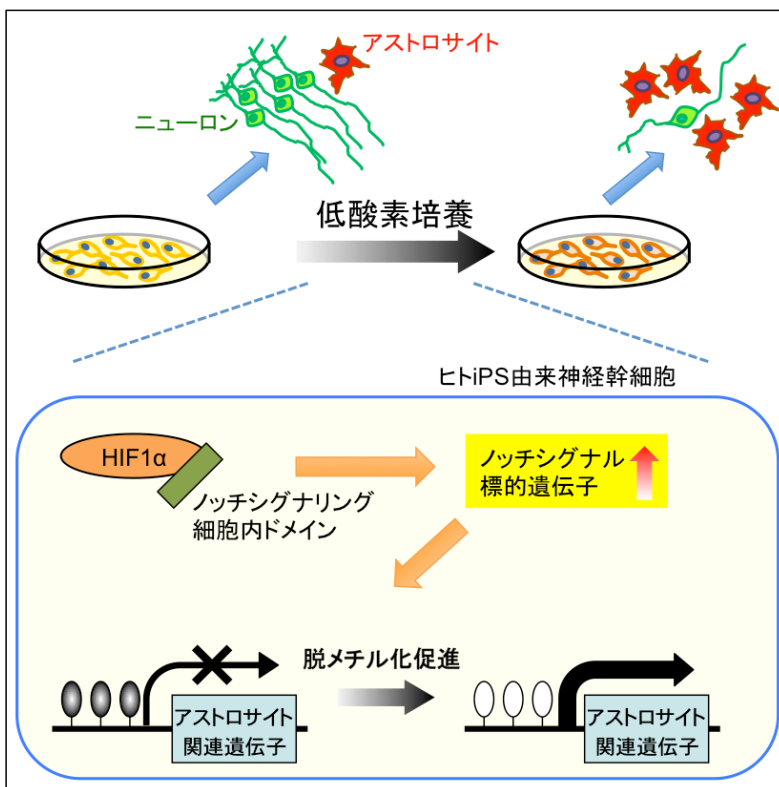 アストロサイト
ニューロン
低酸素培養
ヒトiPS由来神経幹細胞
HIF1α
ノッチシグナリング
細胞内ドメイン
ノッチシグナル
標的遺伝子
脱メチル化促進
アストロサイト
関連遺伝子
アストロサイト
関連遺伝子